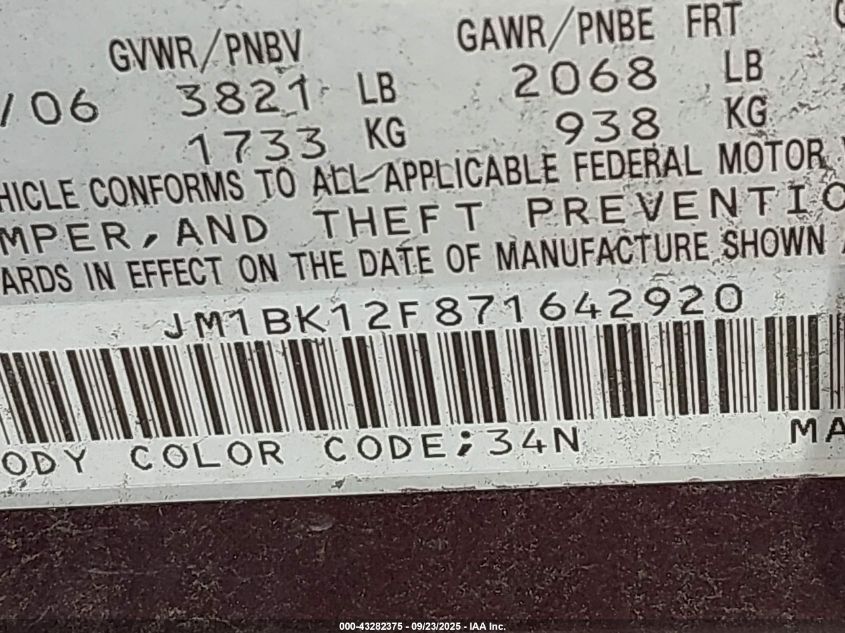 GVWR/PNBV GAWR/PNBE FRT
/06 3821 LB 2068 LB
1733 KG 938 KG
HICLE CONFORMS TO ALL APPLICABLE FEDERAL MOTOR
MPER, AND THEFT PREVENTIO
ARDS IN EFFECT ON THE DATE OF MANUFACTURE SHOWN
JM1BK12F871642920
ODY COLOR CODE;34N MA
000-43282375 - 09/23/2025 - IAA Inc.